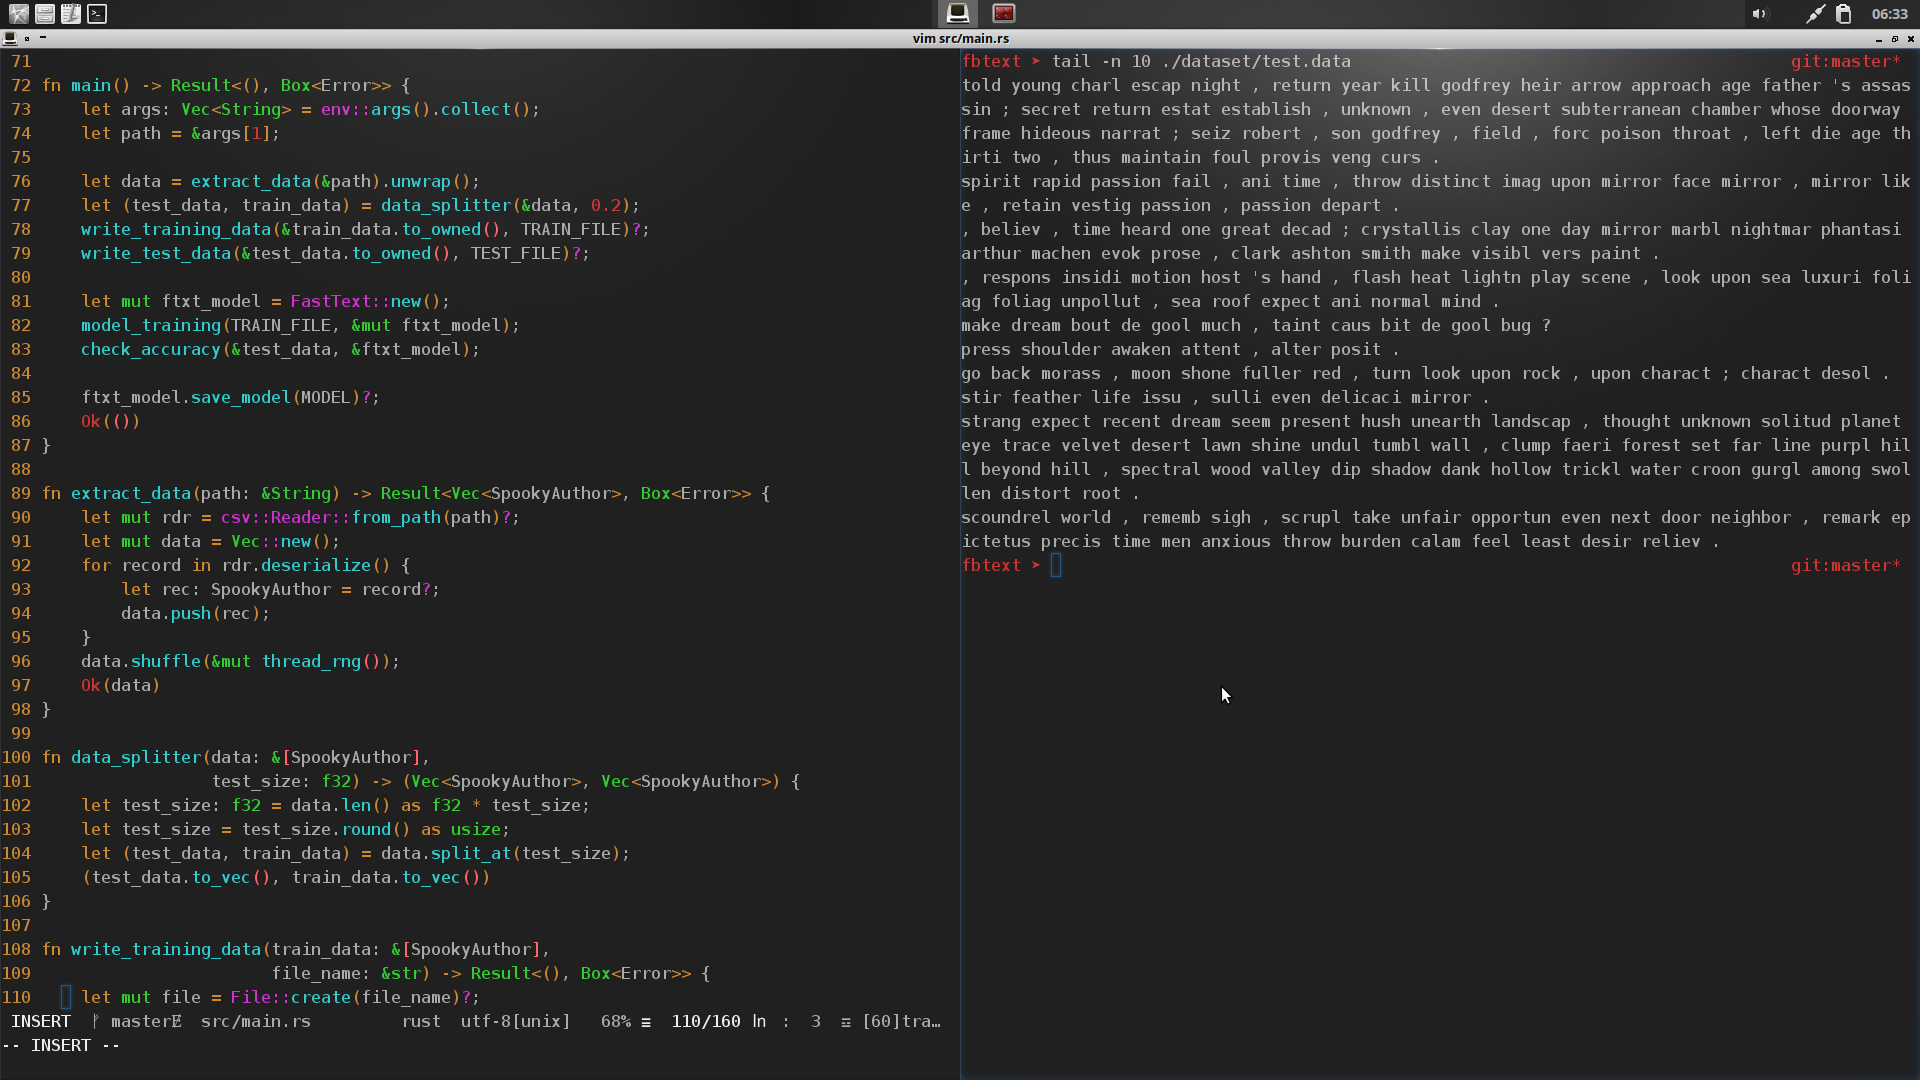 06:33
vim src/main.rs
71
72 fn main() -> Result<(), Box<Error>> {
73     let args: Vec<String> = env::args().collect();
74     let path = &args[1];
75
76     let data = extract_data(&path).unwrap();
77     let (test_data, train_data) = data_splitter(&data, 0.2);
78     write_training_data(&train_data.to_owned(), TRAIN_FILE)?;
79     write_test_data(&test_data.to_owned(), TEST_FILE)?;
80
81     let mut ftxt_model = FastText::new();
82     model_training(TRAIN_FILE, &mut ftxt_model);
83     check_accuracy(&test_data, &ftxt_model);
84
85     ftxt_model.save_model(MODEL)?;
86     Ok(())
87 }
88
89 fn extract_data(path: &String) -> Result<Vec<SpookyAuthor>, Box<Error>> {
90     let mut rdr = csv::Reader::from_path(path)?;
91     let mut data = Vec::new();
92     for record in rdr.deserialize() {
93         let rec: SpookyAuthor = record?;
94         data.push(rec);
95     }
96     data.shuffle(&mut thread_rng());
97     Ok(data)
98 }
99
100 fn data_splitter(data: &[SpookyAuthor],
101                  test_size: f32) -> (Vec<SpookyAuthor>, Vec<SpookyAuthor>) {
102     let test_size: f32 = data.len() as f32 * test_size;
103     let test_size = test_size.round() as usize;
104     let (test_data, train_data) = data.split_at(test_size);
105     (test_data.to_vec(), train_data.to_vec())
106 }
107
108 fn write_training_data(train_data: &[SpookyAuthor],
109                        file_name: &str) -> Result<(), Box<Error>> {
110     let mut file = File::create(file_name)?;
INSERT master src/main.rs rust utf-8[unix] 68% ≡ 110/160 ln : 3 ☲ [60]tra…
-- INSERT --
fbtext ➤ tail -n 10 ./dataset/test.data git:master*
told young charl escap night , return year kill godfrey heir arrow approach age father 's assas
sin ; secret return estat establish , unknown , even desert subterranean chamber whose doorway
frame hideous narrat ; seiz robert , son godfrey , field , forc poison throat , left die age th
irti two , thus maintain foul provis veng curs .
spirit rapid passion fail , ani time , throw distinct imag upon mirror face mirror , mirror lik
e , retain vestig passion , passion depart .
, believ , time heard one great decad ; crystallis clay one day mirror marbl nightmar phantasi
arthur machen evok prose , clark ashton smith make visibl vers paint .
, respons insidi motion host 's hand , flash heat lightn play scene , look upon sea luxuri foli
ag foliag unpollut , sea roof expect ani normal mind .
make dream bout de gool much , taint caus bit de gool bug ?
press shoulder awaken attent , alter posit .
go back morass , moon shone fuller red , turn look upon rock , upon charact ; charact desol .
stir feather life issu , sulli even delicaci mirror .
strang expect recent dream seem present hush unearth landscap , thought unknown solitud planet
eye trace velvet desert lawn shine undul tumbl wall , clump faeri forest set far line purpl hil
l beyond hill , spectral wood valley dip shadow dank hollow trickl water croon gurgl among swol
len distort root .
scoundrel world , rememb sigh , scrupl take unfair opportun even next door neighbor , remark ep
ictetus precis time men anxious throw burden calam feel least desir reliev .
fbtext ➤ git:master*